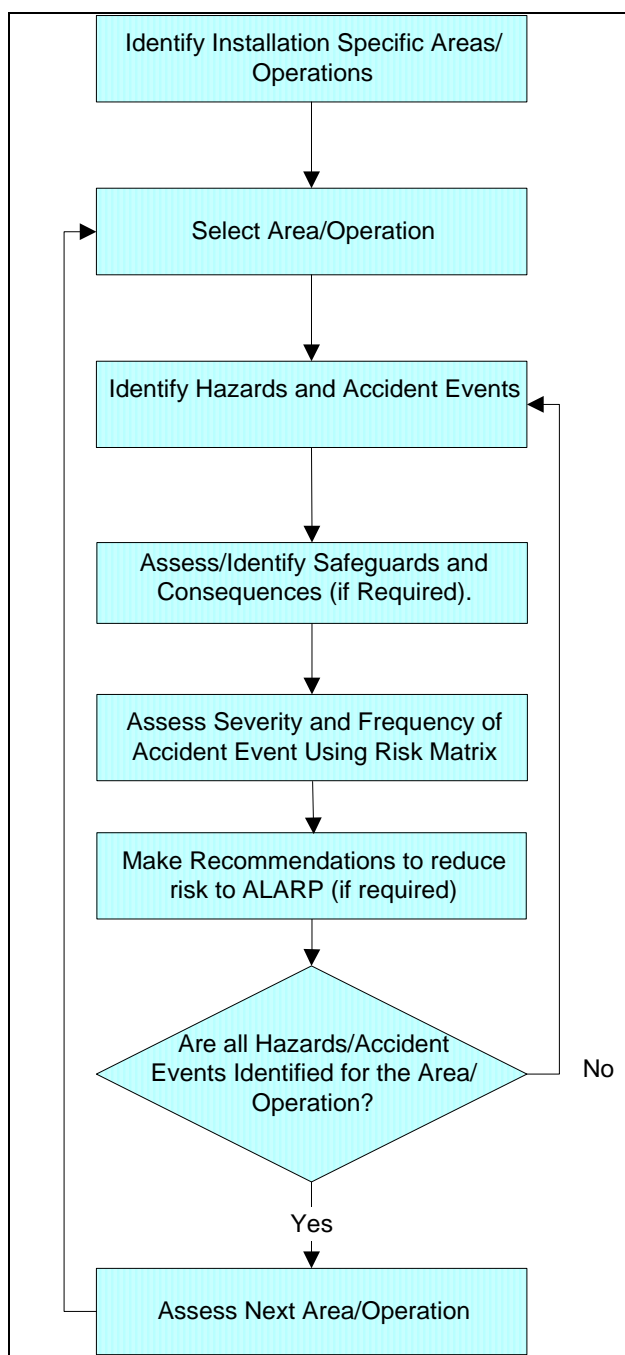 Identify Installation Specific Areas/
Operations
Select Area/Operation
Identify Hazards and Accident Events
Assess/Identify Safeguards and
Consequences (if Required).
Assess Severity and Frequency of
Accident Event Using Risk Matrix
Make Recommendations to reduce
risk to ALARP (if required)
Are all Hazards/Accident
Events Identified for the Area/
Operation?
No
Yes
Assess Next Area/Operation